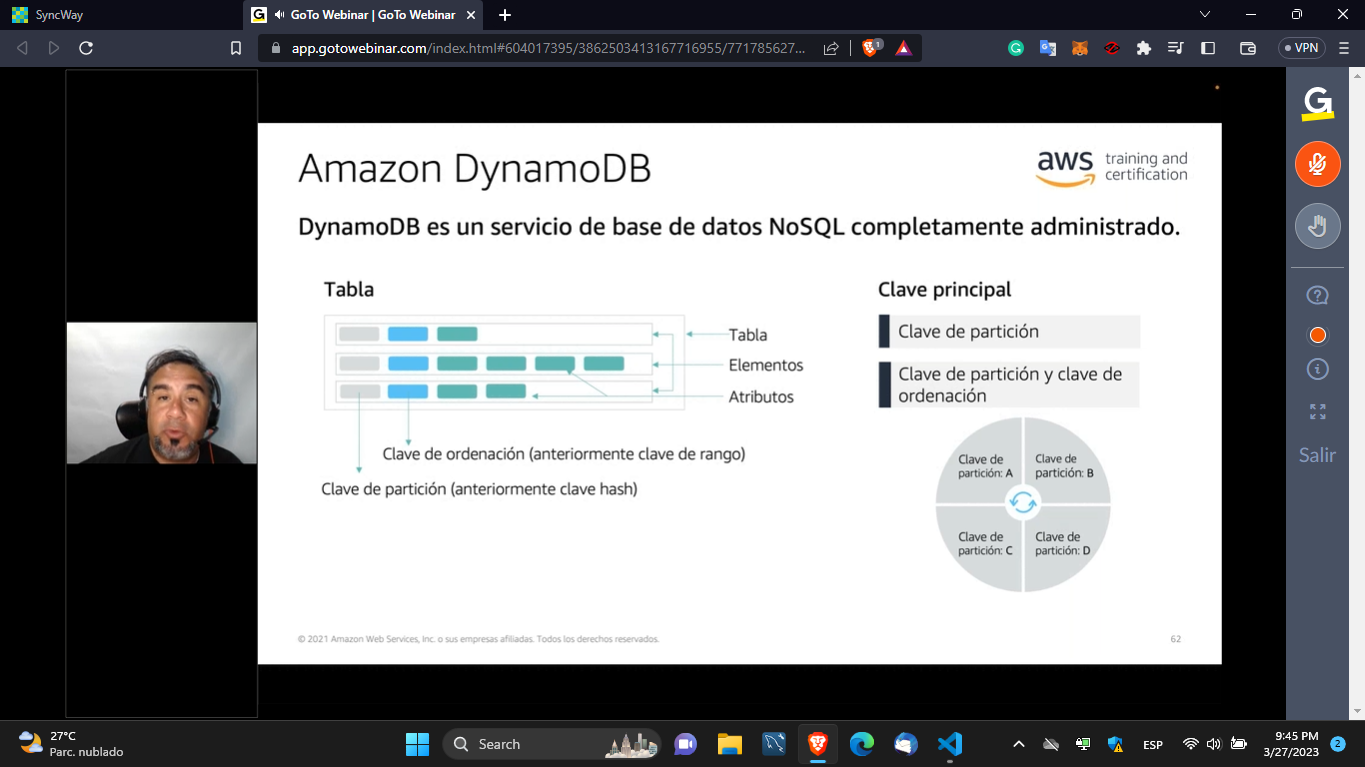 SyncWay
GoTo Webinar | GoTo Webinar
app.gotowebinar.com/index.html#604017395/3862503413167716955/771785627...
1
VPN
Amazon DynamoDB
aws training and
certification
DynamoDB es un servicio de base de datos NoSQL completamente administrado.
Tabla
Tabla
Elementos
Atributos
Clave de ordenación (anteriormente clave de rango)
Clave de partición (anteriormente clave hash)
Clave principal
Clave de partición
Clave de partición y clave de
ordenación
Clave de
partición: A
Clave de
partición: B
Clave de
partición: C
Clave de
partición: D
© 2021 Amazon Web Services, Inc. o sus empresas afiliadas. Todos los derechos reservados.
62
G
Salir
27°C
Parc. nublado
Search
ESP
9:45 PM
3/27/2023
2